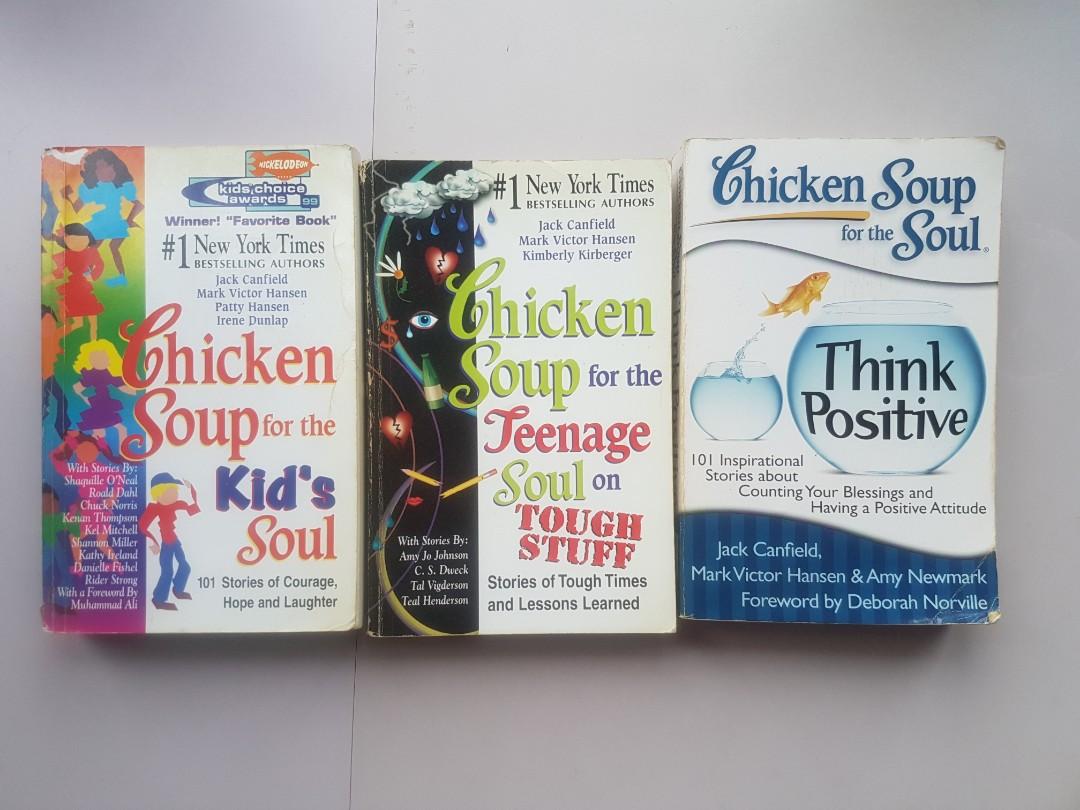 NICKELODEON
kids' choice
awards 99
Winner! "Favorite Book"
#1 New York Times
BESTSELLING AUTHORS
Jack Canfield
Mark Victor Hansen
Patty Hansen
Irene Dunlap
Chicken
Soup for the
Kid's
Soul
101 Stories of Courage,
Hope and Laughter
With Stories By:
Shaquille O'Neal
Roald Dahl
Chuck Norris
Kenan Thompson
Kel Mitchell
Shannon Miller
Kathy Ireland
Danielle Fishel
Rider Strong
With a Foreword By
Muhammad Ali
#1 New York Times
BESTSELLING AUTHORS
Jack Canfield
Mark Victor Hansen
Kimberly Kirberger
Chicken
Soup for the
Teenage
Soul on
TOUGH
STUFF
Stories of Tough Times
and Lessons Learned
With Stories By:
Amy Jo Johnson
C. S. Dweck
Tal Vigderson
Teal Henderson
Chicken Soup
for the Soul®
Think
Positive
101 Inspirational
Stories about
Counting Your Blessings and
Having a Positive Attitude
Jack Canfield,
Mark Victor Hansen & Amy Newmark
Foreword by Deborah Norville